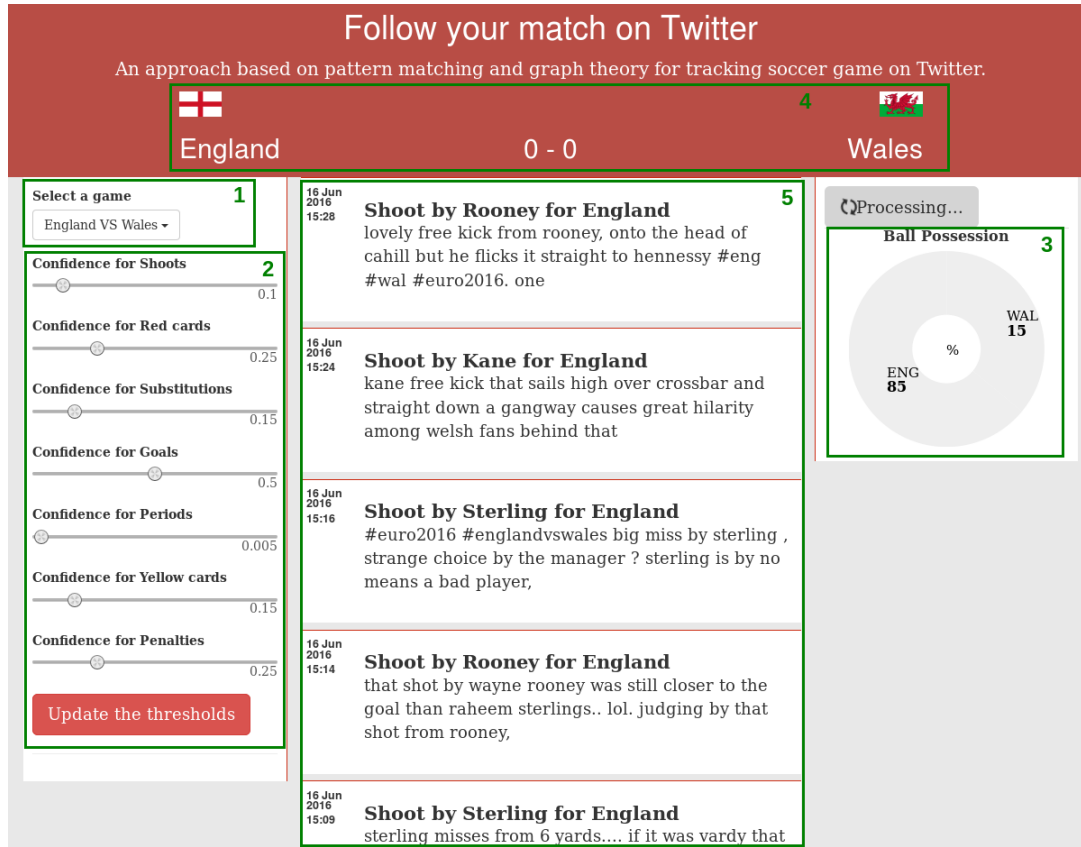 Follow your match on Twitter
An approach based on pattern matching and graph theory for tracking soccer game on Twitter.
4
England
0 - 0
Wales
Select a game
1
England VS Wales
2
Confidence for Shoots
0.1
Confidence for Red cards
0.25
Confidence for Substitutions
0.15
Confidence for Goals
0.5
Confidence for Periods
0.005
Confidence for Yellow cards
0.15
Confidence for Penalties
0.25
Update the thresholds
5
16 Jun
2016
15:28
Shoot by Rooney for England
lovely free kick from rooney, onto the head of
cahill but he flicks it straight to hennessy #eng
#wal #euro2016. one
16 Jun
2016
15:24
Shoot by Kane for England
kane free kick that sails high over crossbar and
straight down a gangway causes great hilarity
among welsh fans behind that
16 Jun
2016
15:16
Shoot by Sterling for England
#euro2016 #englandvswales big miss by sterling ,
strange choice by the manager ? sterling is by no
means a bad player,
16 Jun
2016
15:14
Shoot by Rooney for England
that shot by wayne rooney was still closer to the
goal than raheem sterlings.. lol. judging by that
shot from rooney,
16 Jun
2016
15:09
Shoot by Sterling for England
sterling misses from 6 yards.... if it was vardy that
Processing...
Ball Possession
3
WAL
15
%
ENG
85